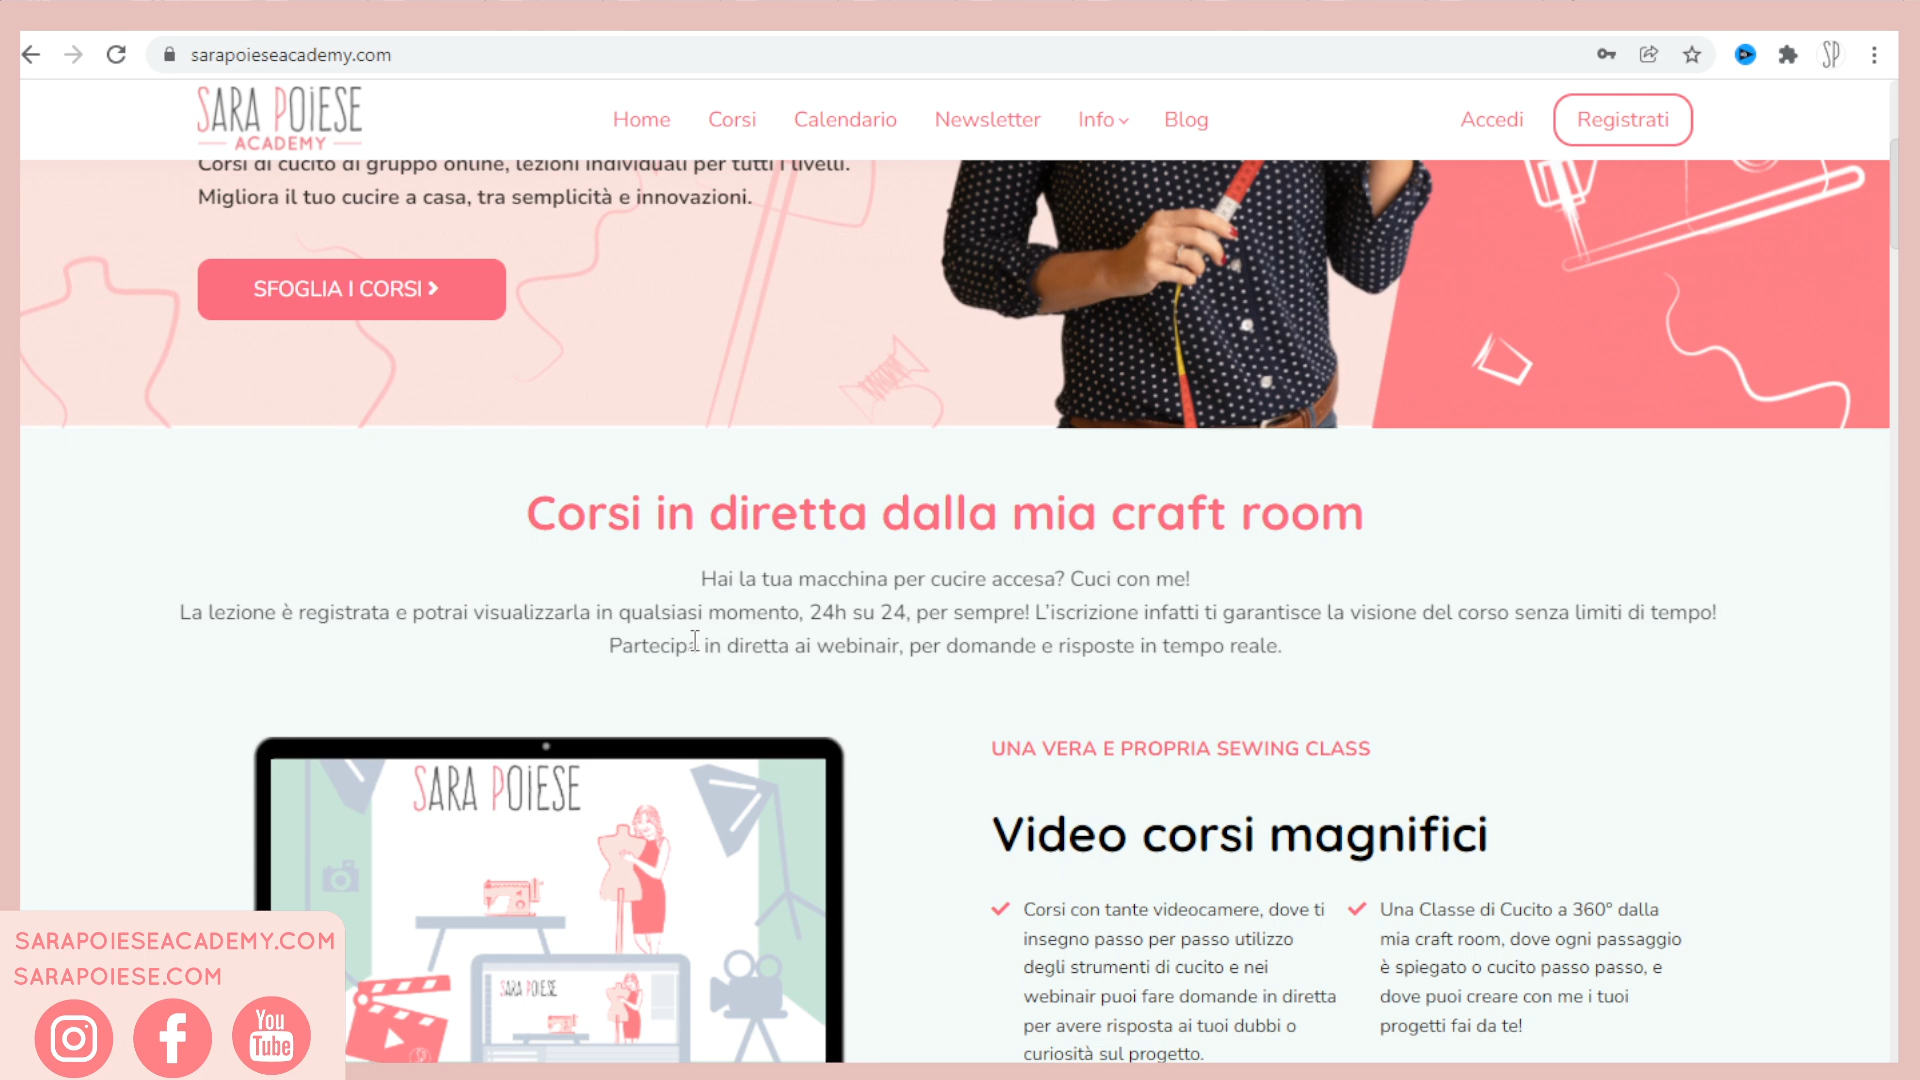 sarapoieseacademy.com
SP
SARA POIESE
ACADEMY
Home
Corsi
Calendario
Newsletter
Info
Blog
Accedi
Registrati
Corsi di cucito di gruppo online, lezioni individuali per tutti i livelli.
Migliora il tuo cucire a casa, tra semplicità e innovazioni.
SFOGLIA I CORSI
Corsi in diretta dalla mia craft room
Hai la tua macchina per cucire accesa? Cuci con me!
La lezione è registrata e potrai visualizzarla in qualsiasi momento, 24h su 24, per sempre! L'iscrizione infatti ti garantisce la visione del corso senza limiti di tempo!
Partecipa in diretta ai webinair, per domande e risposte in tempo reale.
SARA POIESE
SARA POIESE
UNA VERA E PROPRIA SEWING CLASS
Video corsi magnifici
Corsi con tante videocamere, dove ti
insegno passo per passo utilizzo
degli strumenti di cucito e nei
webinair puoi fare domande in diretta
per avere risposta ai tuoi dubbi o
curiosità sul progetto.
Una Classe di Cucito a 360° dalla
mia craft room, dove ogni passaggio
è spiegato o cucito passo passo, e
dove puoi creare con me i tuoi
progetti fai da te!
SARAPOIESEACADEMY.COM
SARAPOIESE.COM
You
Tube